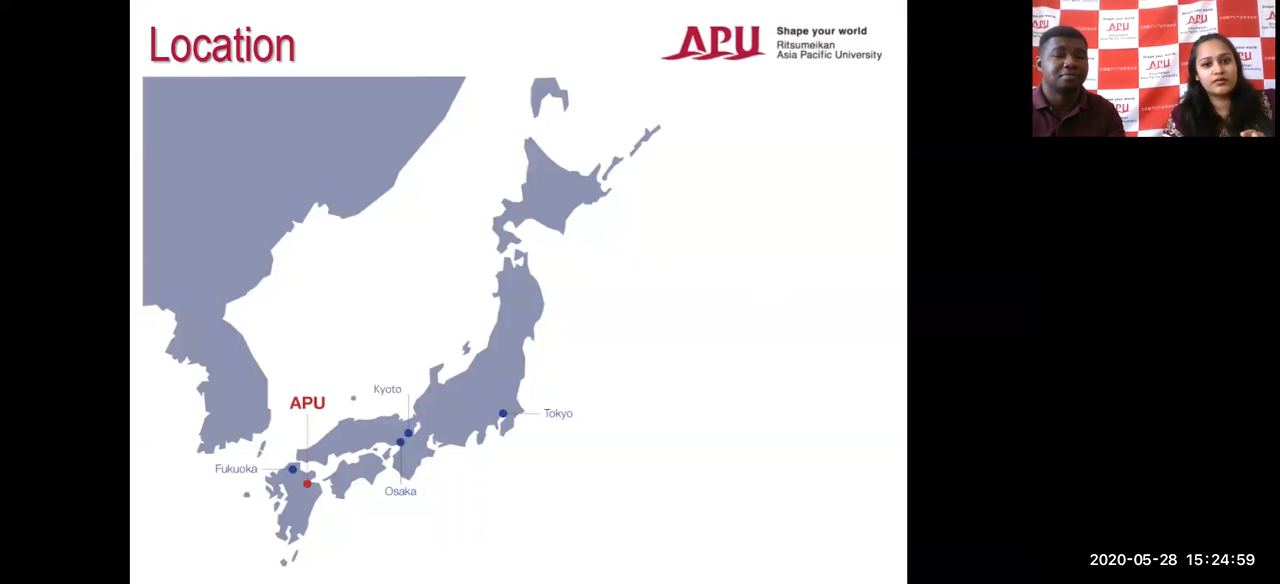 Location
APU
Shape your world
Ritsumeikan
Asia Pacific University
Kyoto
APU
Tokyo
Fukuoka
Osaka
2020-05-28 15:24:59